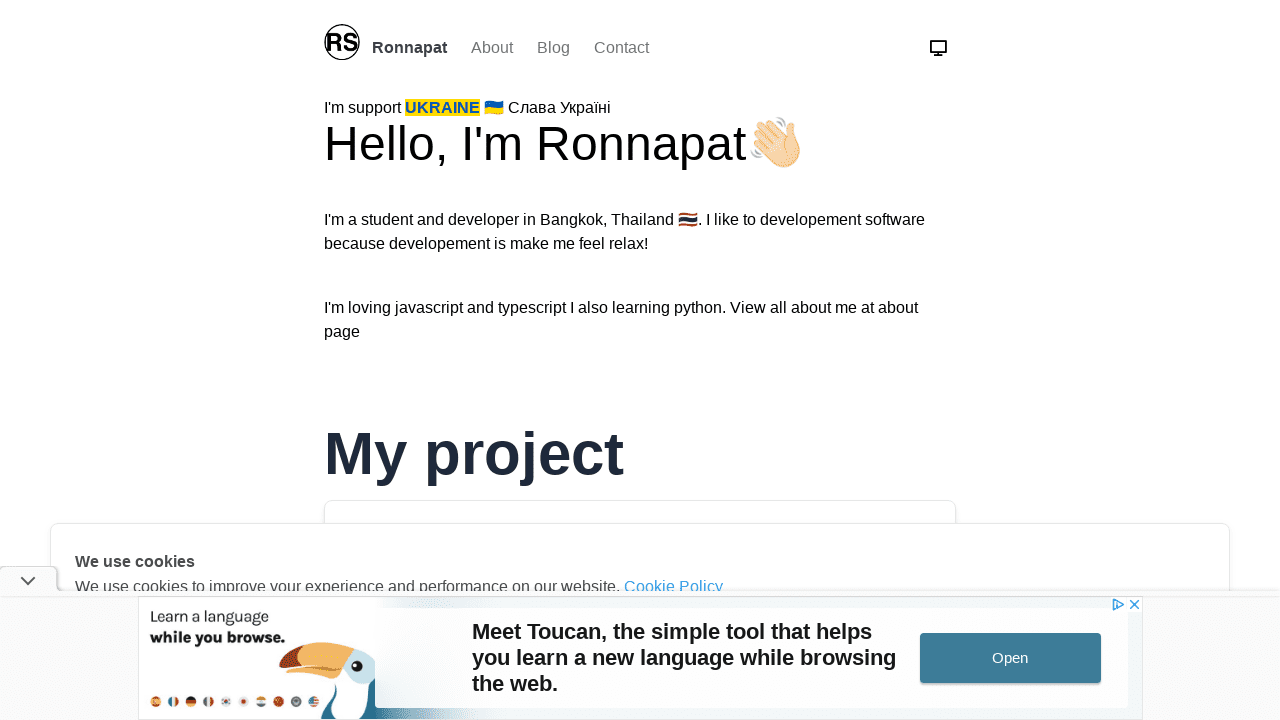 RS
Ronnapat About Blog Contact
I'm support UKRAINE 🇺🇦 Слава Україні
Hello, I'm Ronnapat👋🏻
I'm a student and developer in Bangkok, Thailand 🇹🇭. I like to developement software
because developement is make me feel relax!
I'm loving javascript and typescript I also learning python. View all about me at about
page
My project
We use cookies
We use cookies to improve your experience and performance on our website. Cookie Policy
Learn a language
while you browse.
Meet Toucan, the simple tool that helps
you learn a new language while browsing
the web.
Open